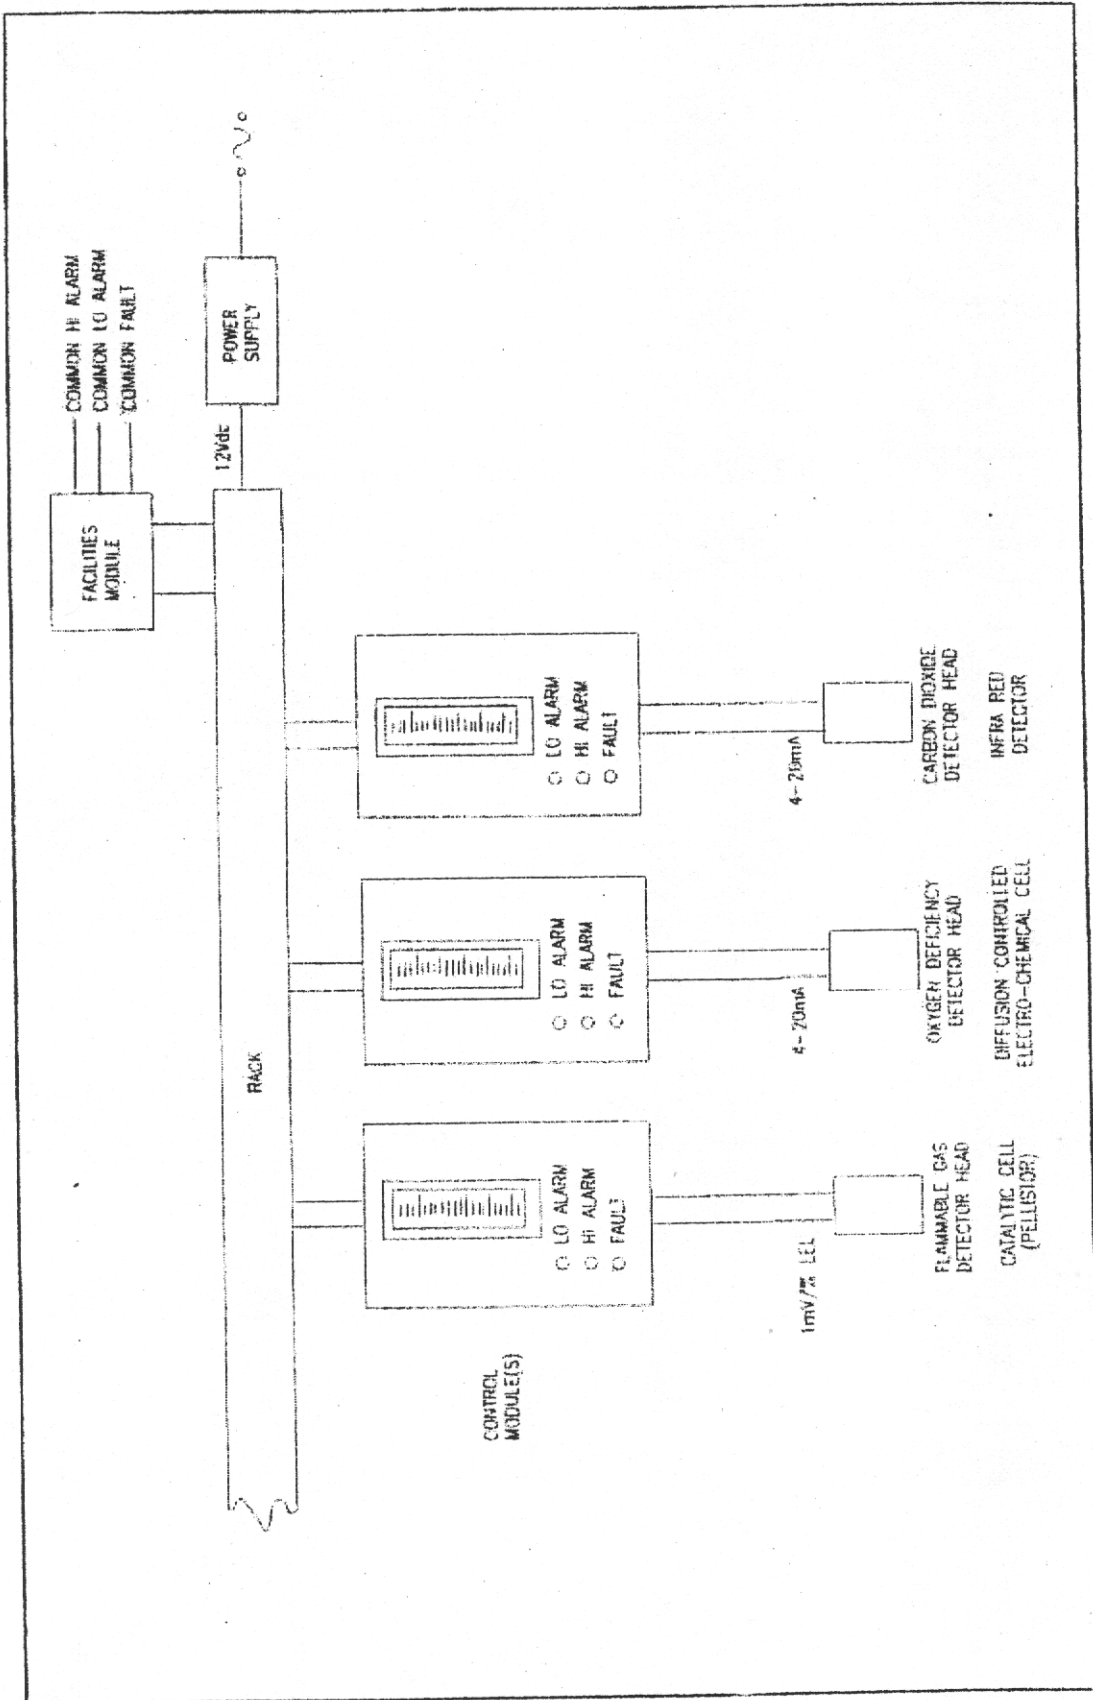 COMMON HI ALARM
COMMON LO ALARM
COMMON FAULT
FACILITIES
MODULE
12Vdc
POWER
SUPPLY
RACK
CONTROL
MODULE(S)
LO ALARM
HI ALARM
FAULT
LO ALARM
HI ALARM
FAULT
LO ALARM
HI ALARM
FAULT
1mV/% LEL
4-20mA
4-20mA
FLAMMABLE GAS
DETECTOR HEAD
CATALYTIC CELL
(PELLISTOR)
OXYGEN DEFICIENCY
DETECTOR HEAD
DIFFUSION CONTROLLED
ELECTRO-CHEMICAL CELL
CARBON DIOXIDE
DETECTOR HEAD
INFRA RED
DETECTOR